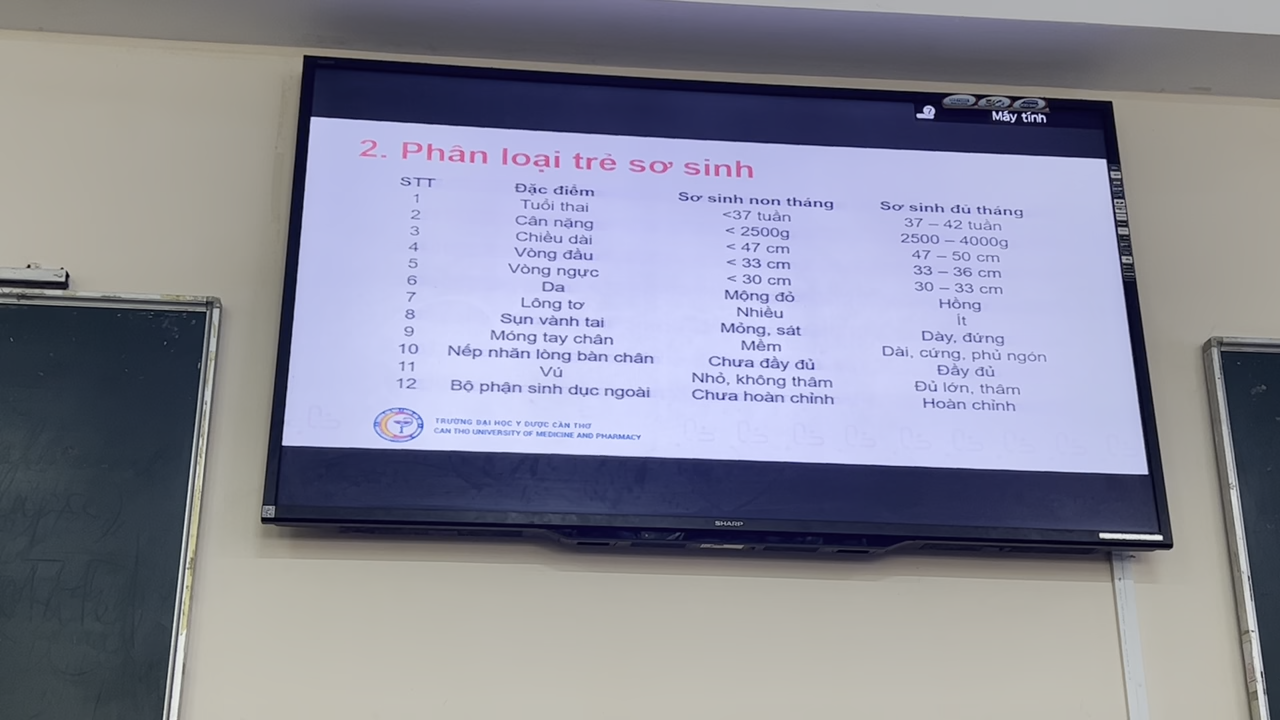 Máy tính
2. Phân loại trẻ sơ sinh
STT Đặc điểm Sơ sinh non tháng Sơ sinh đủ tháng
1 Tuổi thai <37 tuần 37 – 42 tuần
2 Cân nặng < 2500g 2500 – 4000g
3 Chiều dài < 47 cm 47 – 50 cm
4 Vòng đầu < 33 cm 33 – 36 cm
5 Vòng ngực < 30 cm 30 – 33 cm
6 Da Mộng đỏ Hồng
7 Lông tơ Nhiều Ít
8 Sụn vành tai Mỏng, sát Dày, đứng
9 Móng tay chân Mềm Dài, cứng, phủ ngón
10 Nếp nhăn lòng bàn chân Chưa đầy đủ Đầy đủ
11 Vú Nhỏ, không thâm Đủ lớn, thâm
12 Bộ phận sinh dục ngoài Chưa hoàn chỉnh Hoàn chỉnh
TRƯỜNG ĐẠI HỌC Y DƯỢC CẦN THƠ
CAN THO UNIVERSITY OF MEDICINE AND PHARMACY
SHARP